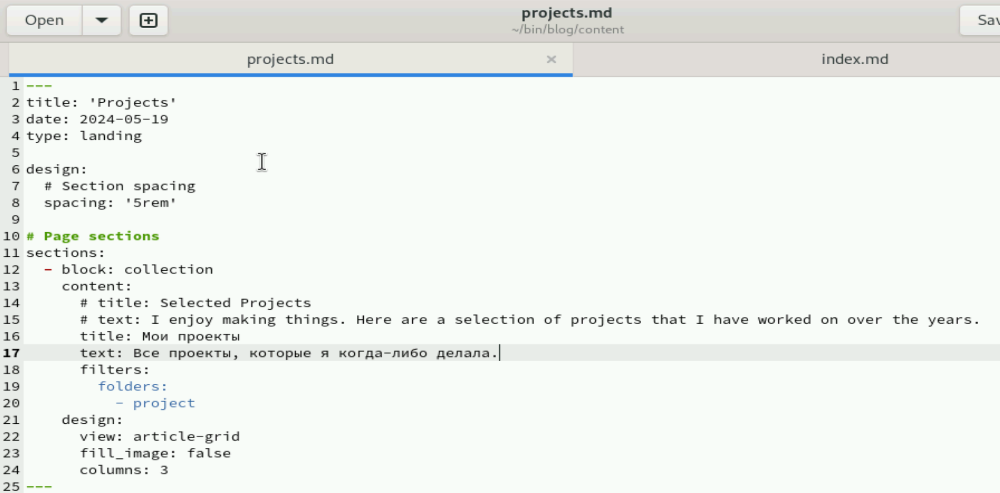 Open
projects.md
~/bin/blog/content
projects.md
index.md
1 ---
2 title: 'Projects'
3 date: 2024-05-19
4 type: landing
5
6 design:
7   # Section spacing
8   spacing: '5rem'
9
10 # Page sections
11 sections:
12   - block: collection
13     content:
14       # title: Selected Projects
15       # text: I enjoy making things. Here are a selection of projects that I have worked on over the years.
16       title: Мои проекты
17       text: Все проекты, которые я когда-либо делала.
18       filters:
19         folders:
20           - project
21     design:
22       view: article-grid
23       fill_image: false
24       columns: 3
25 ---